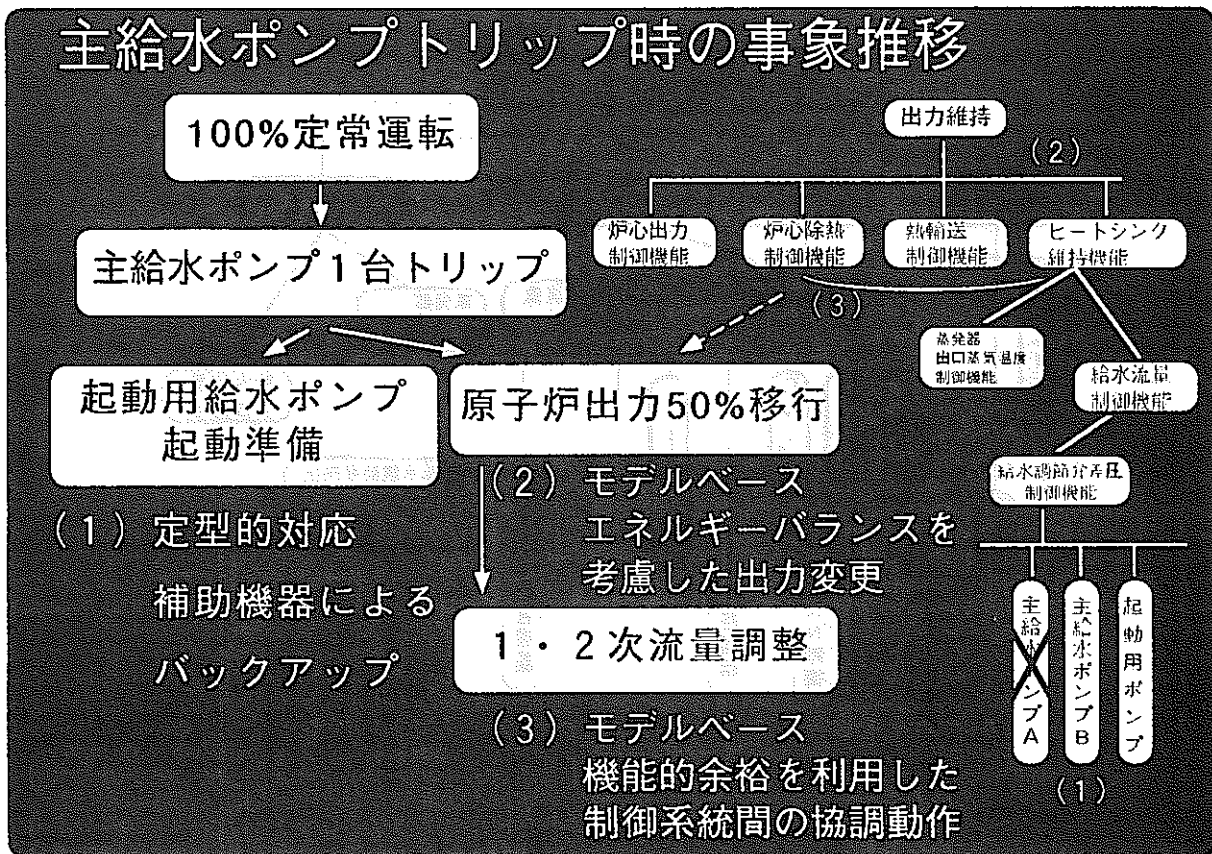 主給水ポンプトリップ時の事象推移
100%定常運転
主給水ポンプ1台トリップ
起動用給水ポンプ
起動準備
(1) 定型的対応
補助機器による
バックアップ
原子炉出力50%移行
(2) モデルベース
エネルギーバランスを
考慮した出力変更
1・2次流量調整
(3) モデルベース
機能的余裕を利用した
制御系統間の協調動作
出力維持
(2)
炉心出力
制御機能
炉心除熱
制御機能
熱輸送
制御機能
ヒートシンク
維持機能
(3)
蒸発器
出口蒸気温度
制御機能
給水流量
制御機能
給水調節弁差圧
制御機能
主給水ポンプA
主給水ポンプB
起動用ポンプ
(1)